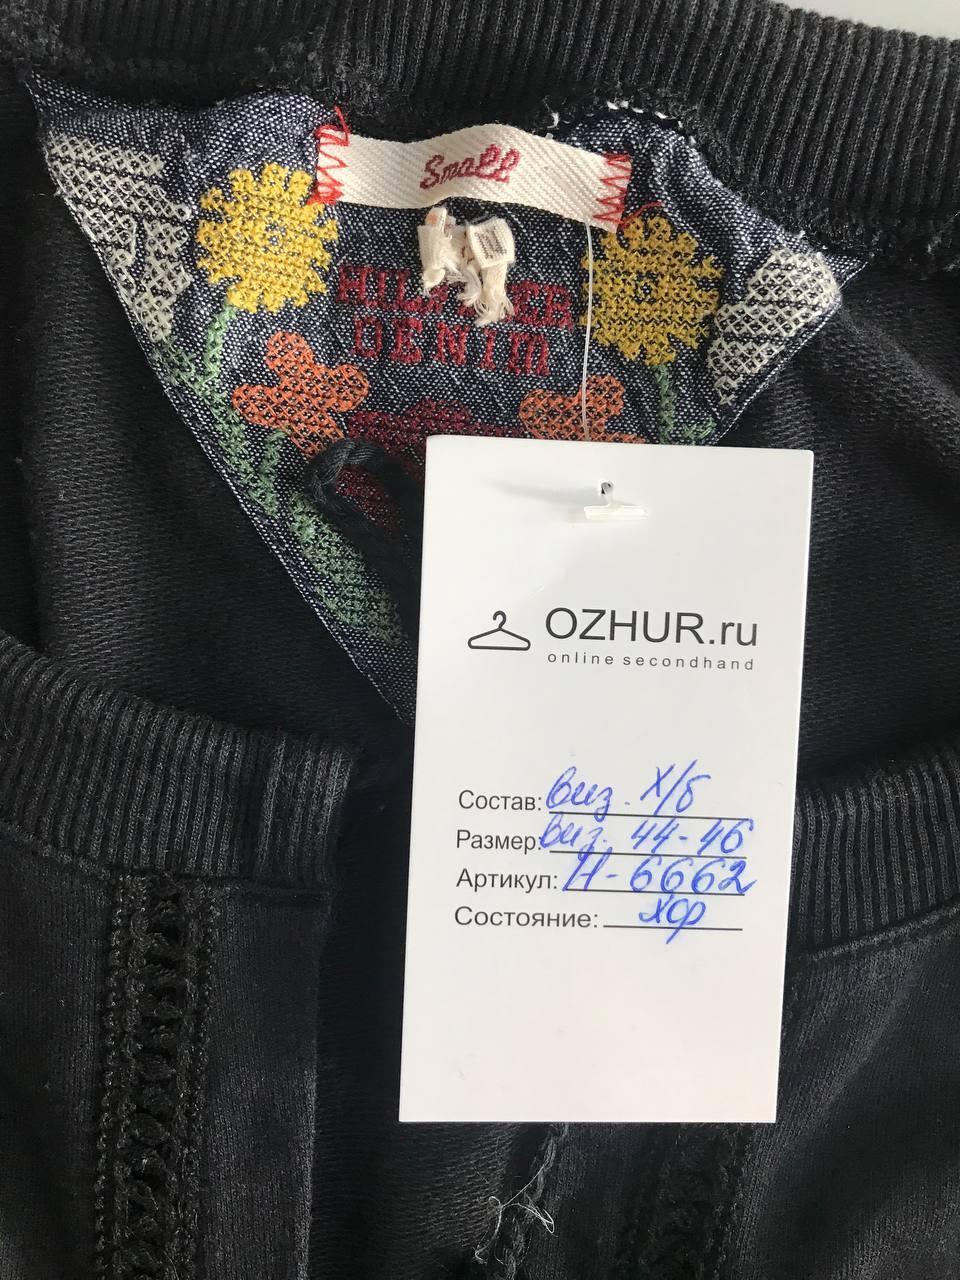 Small
HILFIGER
DENIM
OZHUR.ru
online secondhand
Состав: виз. х/б
Размер: виз. 44-46
Артикул: Н-6662
Состояние: хор